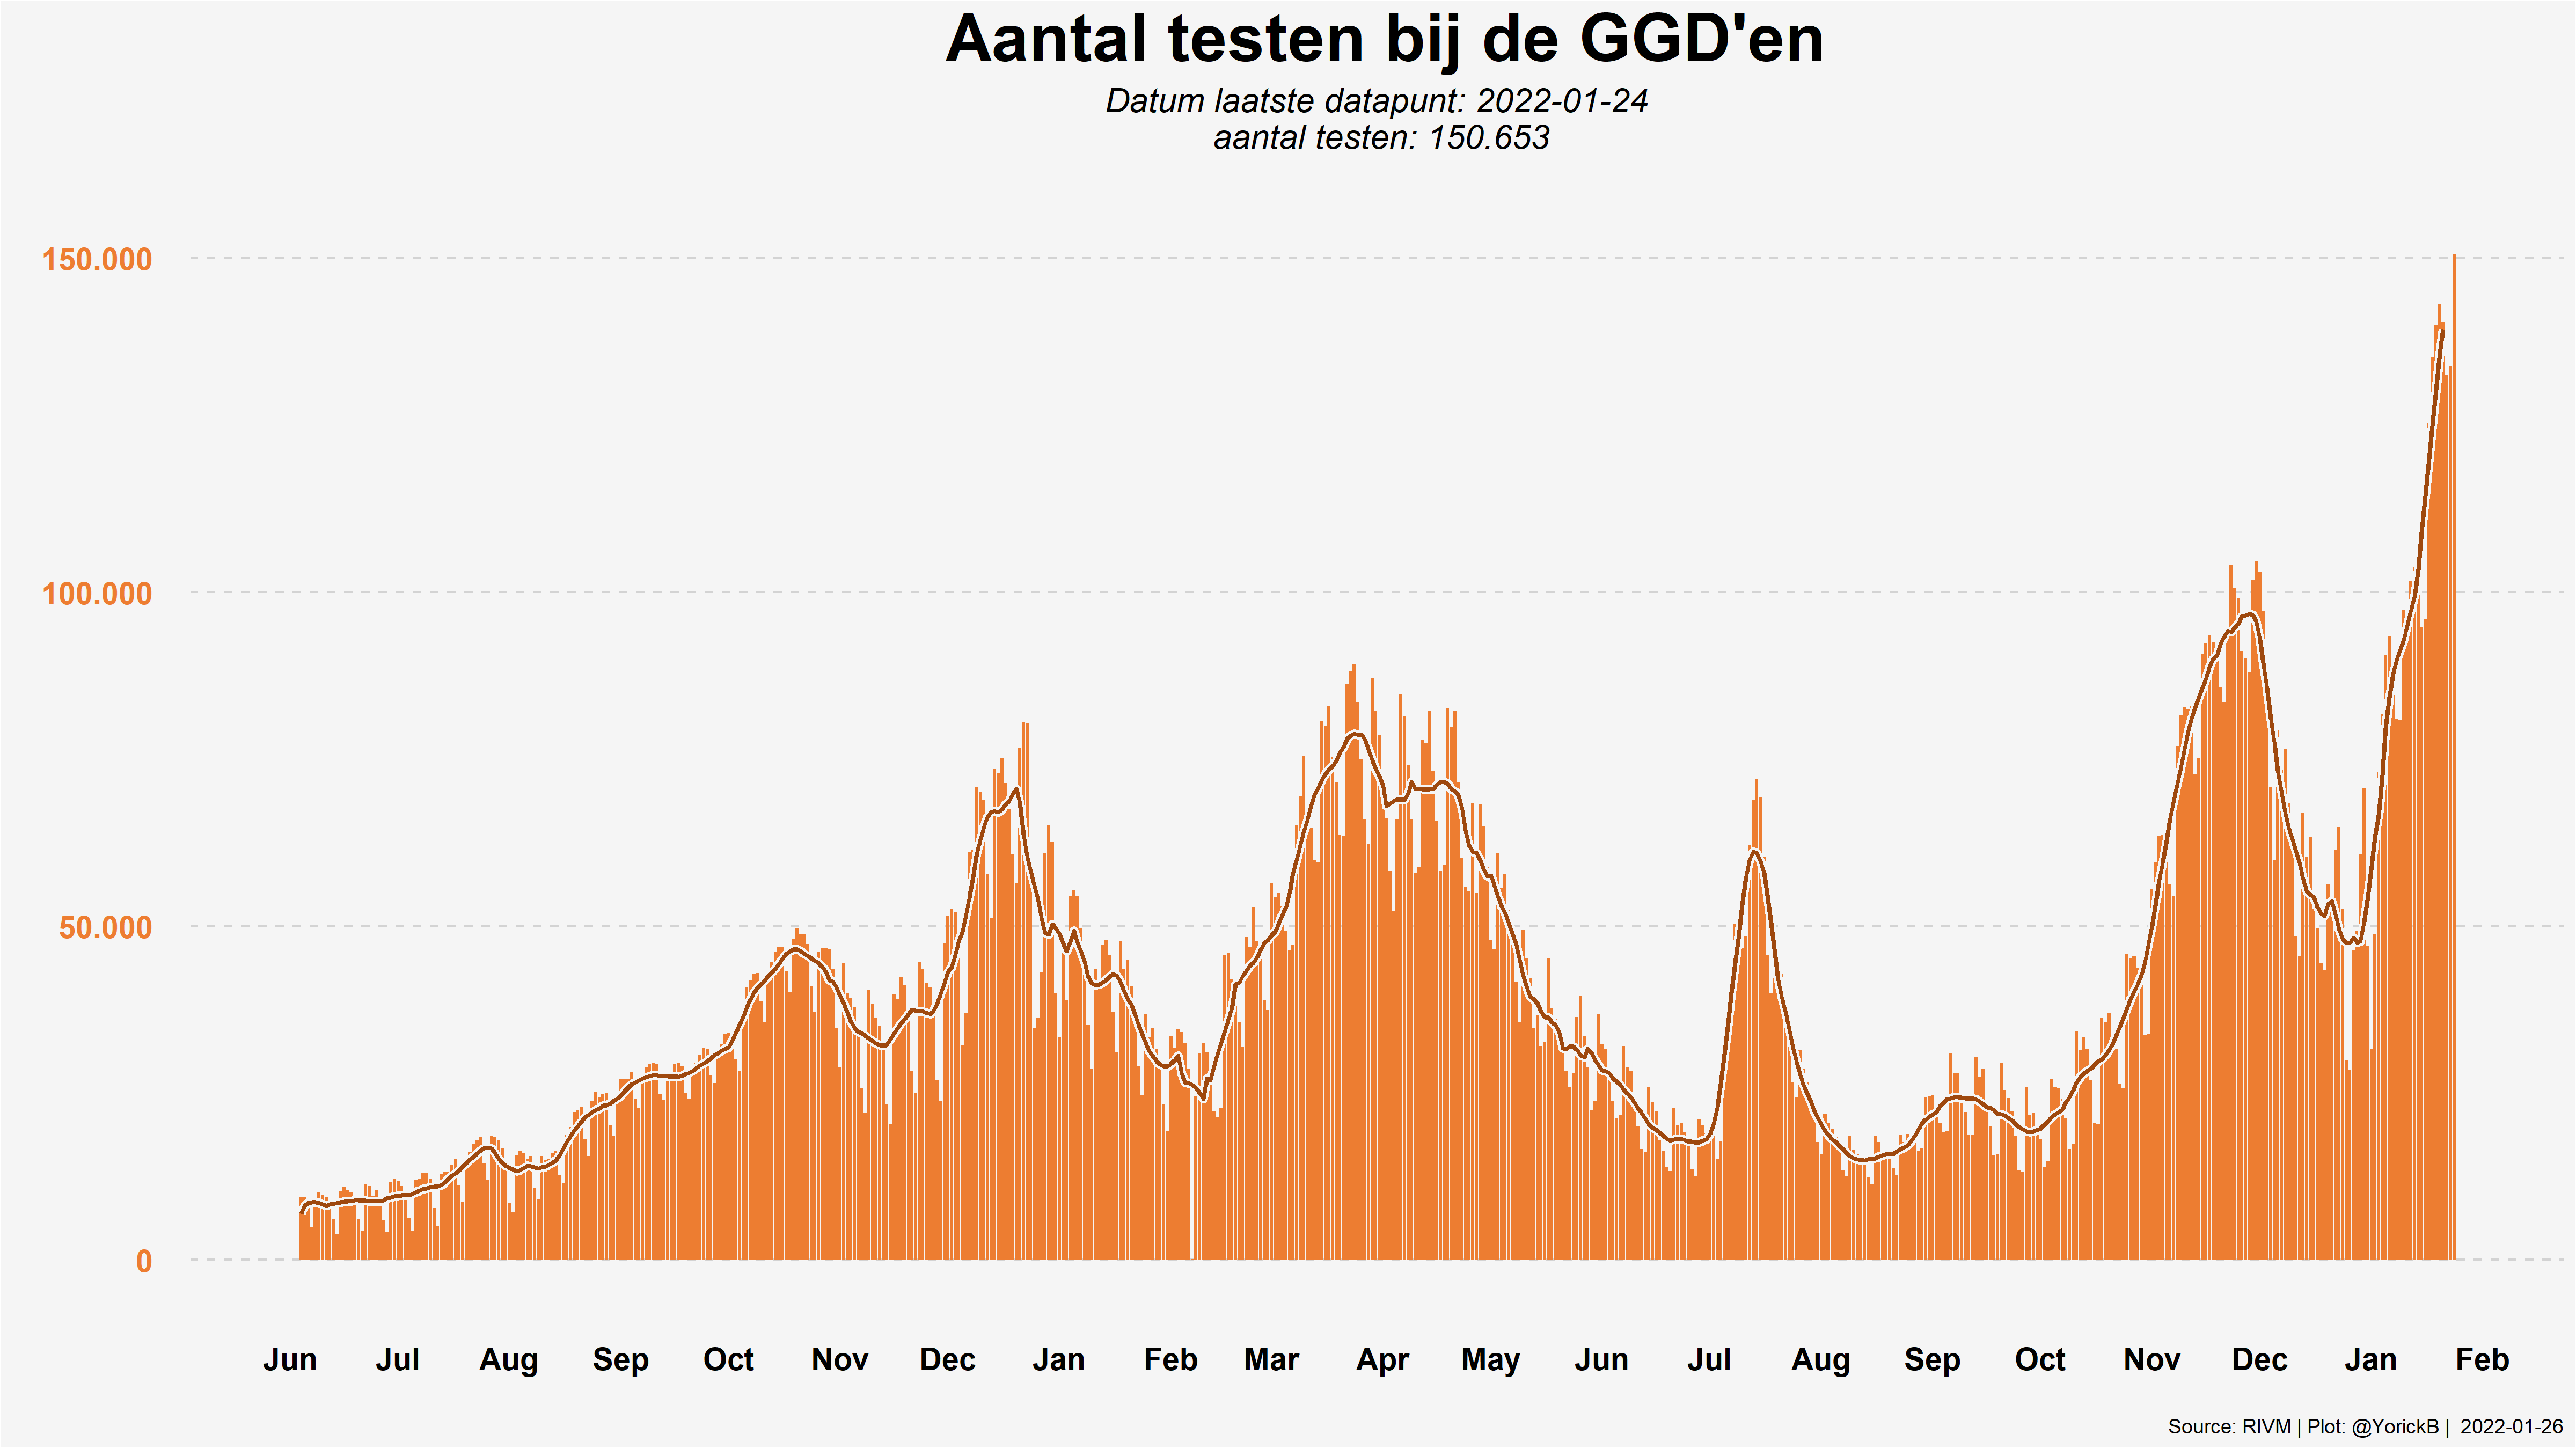 Aantal testen bij de GGD'en
Datum laatste datapunt: 2022-01-24
aantal testen: 150.653
150.000
100.000
50.000
0
Jun Jul Aug Sep Oct Nov Dec Jan Feb Mar Apr May Jun Jul Aug Sep Oct Nov Dec Jan Feb
Source: RIVM | Plot: @YorickB | 2022-01-26